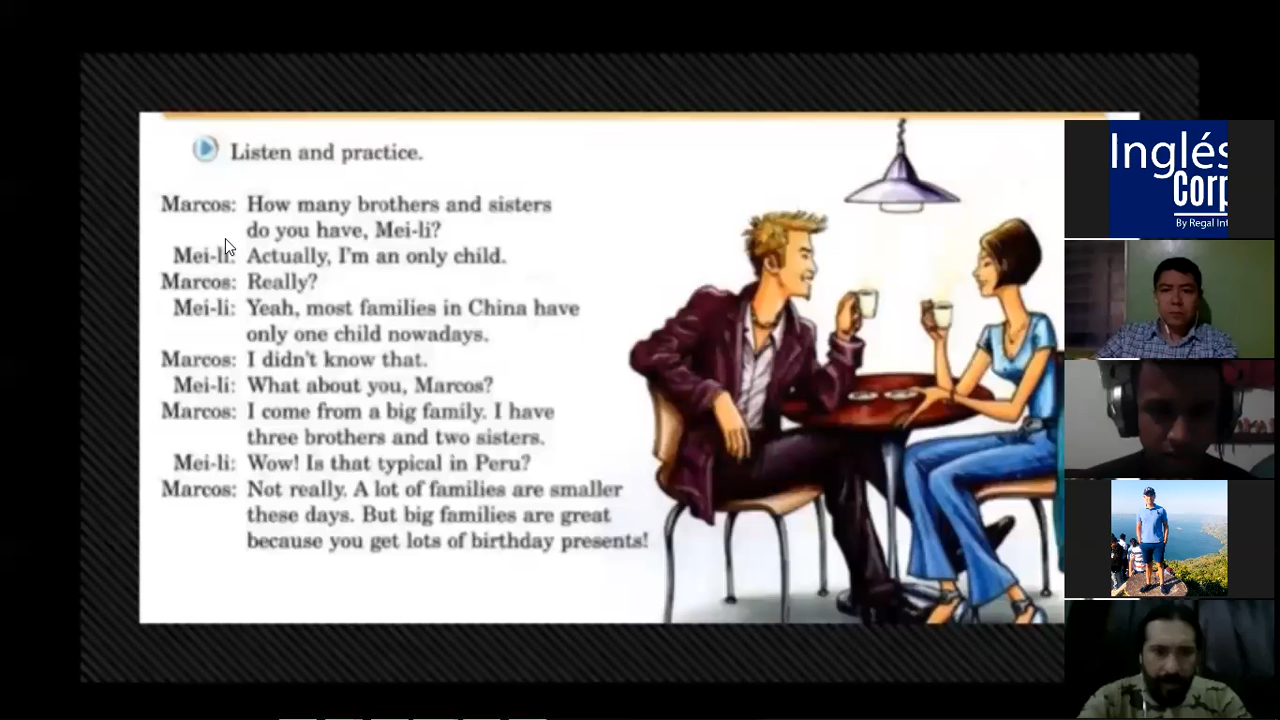 Listen and practice.
Marcos: How many brothers and sisters
do you have, Mei-li?
Mei-li: Actually, I'm an only child.
Marcos: Really?
Mei-li: Yeah, most families in China have
only one child nowadays.
Marcos: I didn't know that.
Mei-li: What about you, Marcos?
Marcos: I come from a big family. I have
three brothers and two sisters.
Mei-li: Wow! Is that typical in Peru?
Marcos: Not really. A lot of families are smaller
these days. But big families are great
because you get lots of birthday presents!
Inglés
Corp
By Regal Int